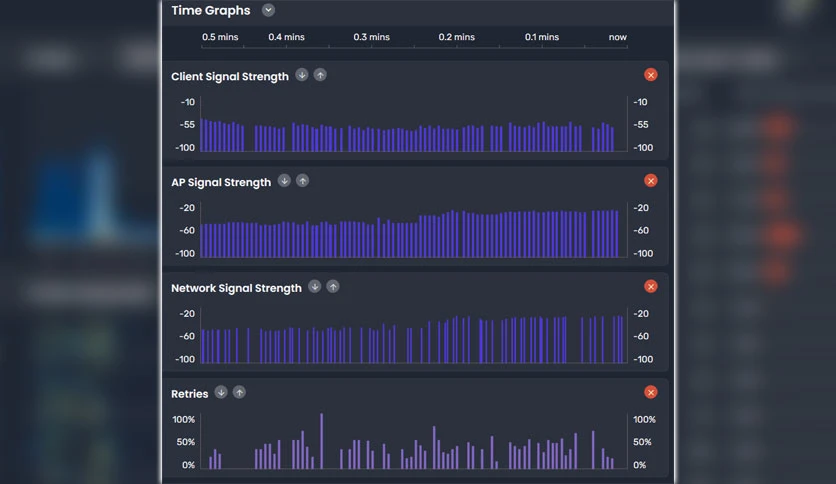 Time Graphs
0.5 mins 0.4 mins 0.3 mins 0.2 mins 0.1 mins now
Client Signal Strength
-10 -10
-55 -55
-100 -100
AP Signal Strength
-20 -20
-60 -60
-100 -100
Network Signal Strength
-20 -20
-60 -60
-100 -100
Retries
100% 100%
50% 50%
0% 0%